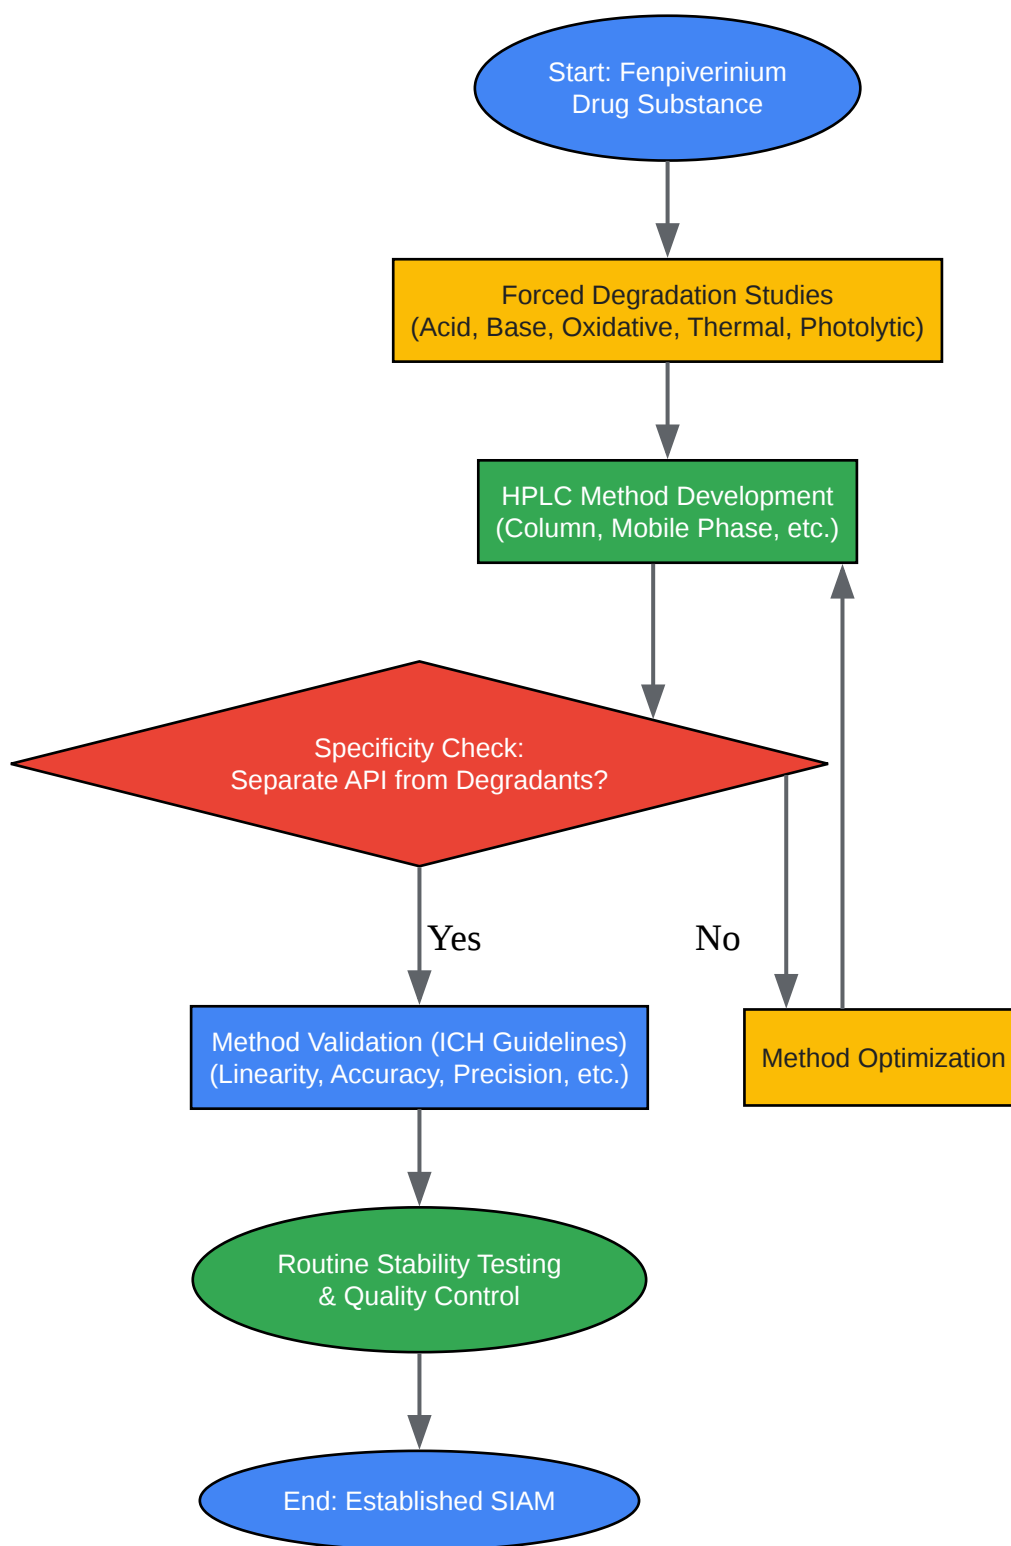 Start: Fenpiverinium
Drug Substance
Forced Degradation Studies
(Acid, Base, Oxidative, Thermal, Photolytic)
HPLC Method Development
(Column, Mobile Phase, etc.)
Specificity Check:
Separate API from Degradants?
Yes
No
Method Validation (ICH Guidelines)
(Linearity, Accuracy, Precision, etc.)
Method Optimization
Routine Stability Testing
& Quality Control
End: Established SIAM